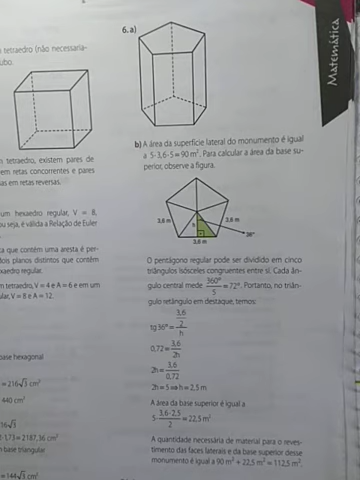 tetraedro (não necessaria-
ubo.
m tetraedro, existem pares de
em retas concorrentes e pares
as em retas reversas.
um hexaedro regular, V = 8,
ou seja, é válida a Relação de Euler
ta que contém uma aresta é per-
dois planos distintos que contêm
exaedro regular.
m tetraedro, V = 4 e A = 6 e em um
ular, V = 8 e A = 12.
base hexagonal
= 216√3 cm²
440 cm²
16√3
1,73 = 2187,36 cm²
n base triangular
= 144√3 cm²
6. a)
b) A área da superfície lateral do monumento é igual
a 5·3,6·5 = 90 m². Para calcular a área da base su-
perior, observe a figura.
3,6 m
3,6 m
h
36°
3,6 m
O pentágono regular pode ser dividido em cinco
triângulos isósceles congruentes entre si. Cada ân-
gulo central mede 360°/5 = 72°. Portanto, no triân-
gulo retângulo em destaque, temos:
tg 36° = (3,6/2)/h
0,72 = 3,6/2h
2h = 3,6/0,72
2h = 5 ⇒ h = 2,5 m
A área da base superior é igual a
5·(3,6·2,5)/2 = 22,5 m²
A quantidade necessária de material para o reves-
timento das faces laterais e da base superior desse
monumento é igual a 90 m² + 22,5 m² = 112,5 m².
Matemática